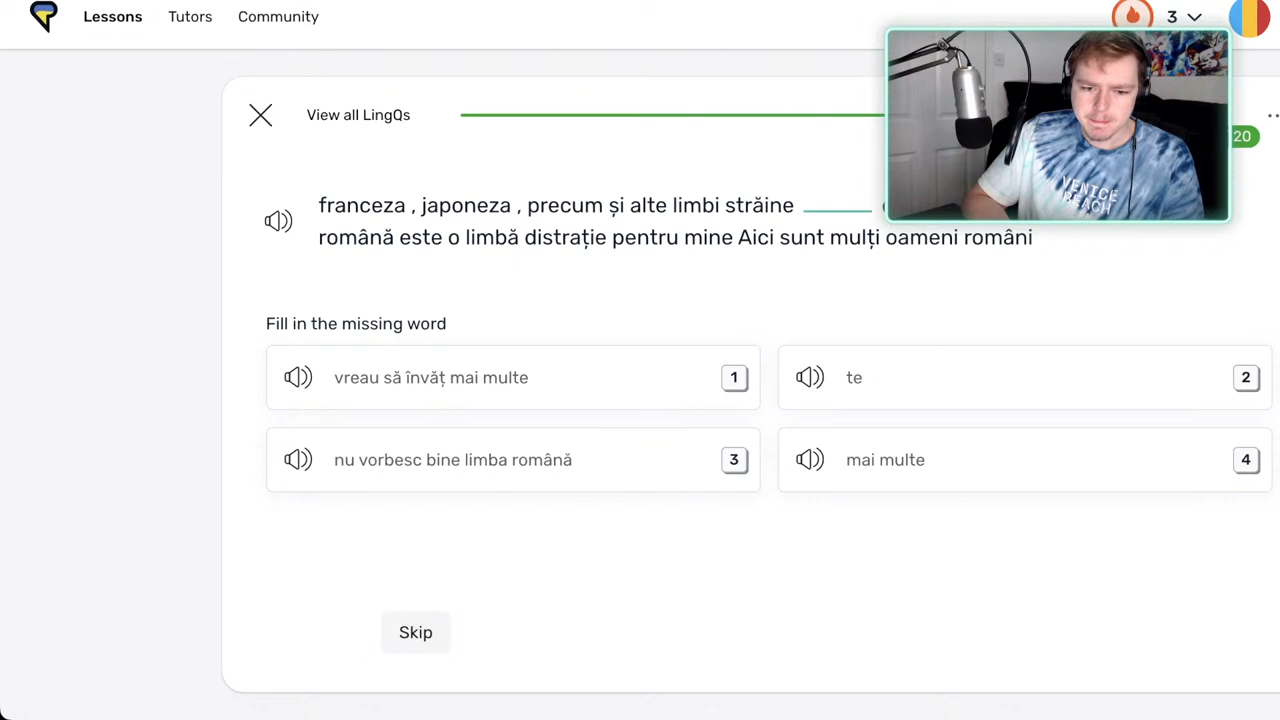 Lessons Tutors Community 3
View all LingQs
20
franceza , japoneza , precum și alte limbi străine ______
română este o limbă distrație pentru mine Aici sunt mulți oameni români
Fill in the missing word
vreau să învăț mai multe 1
te 2
nu vorbesc bine limba română 3
mai multe 4
Skip
VENICE
BEACH